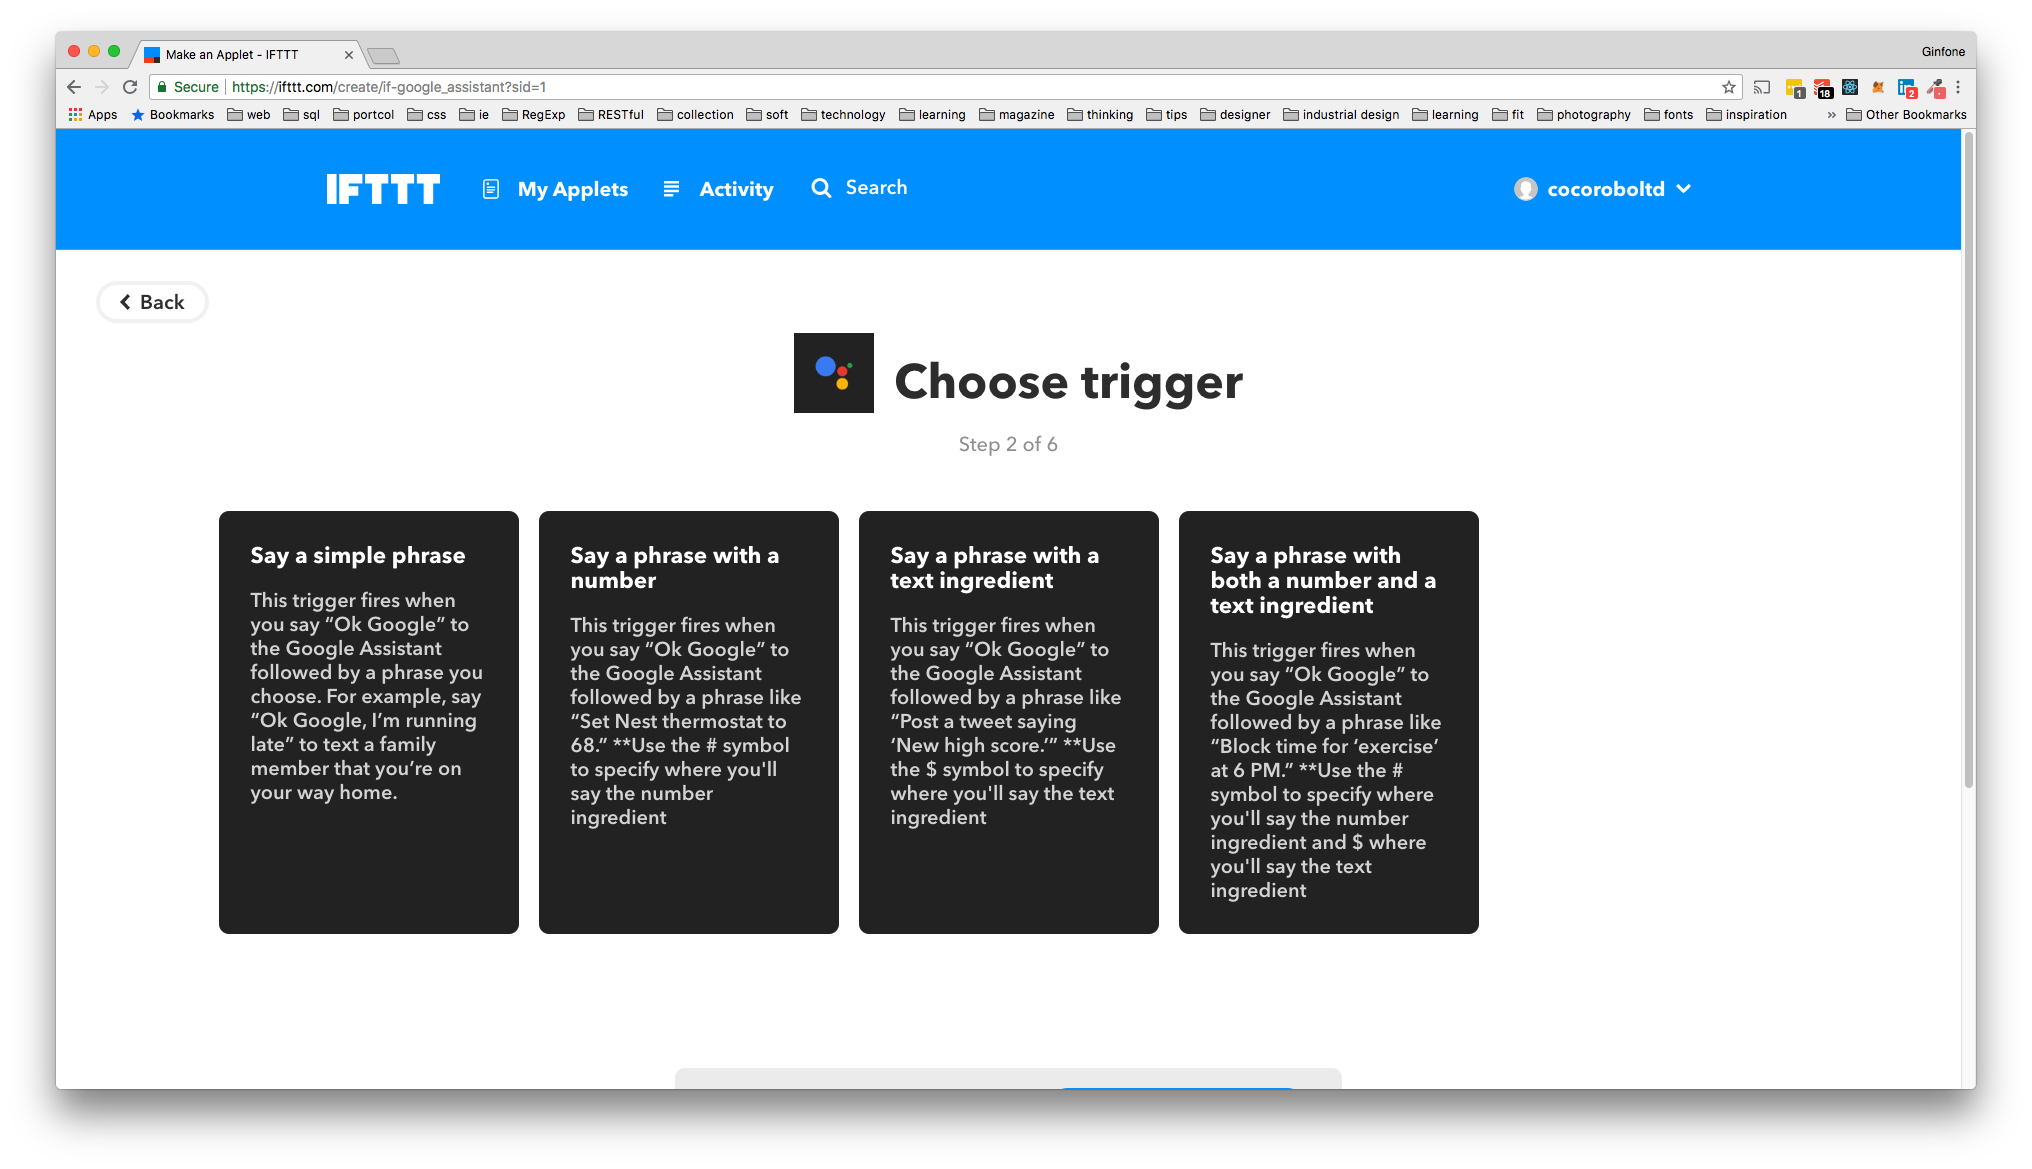 Make an Applet - IFTTT
Ginfone
Secure https://ifttt.com/create/if-google_assistant?sid=1
1
18
2
Apps Bookmarks web sql portcol css ie RegExp RESTful collection soft technology learning magazine thinking tips designer industrial design learning fit photography fonts inspiration » Other Bookmarks
IFTTT My Applets Activity Search cocoroboltd
Back
Choose trigger
Step 2 of 6
Say a simple phrase
This trigger fires when
you say “Ok Google” to
the Google Assistant
followed by a phrase you
choose. For example, say
“Ok Google, I’m running
late” to text a family
member that you’re on
your way home.
Say a phrase with a
number
This trigger fires when
you say “Ok Google” to
the Google Assistant
followed by a phrase like
“Set Nest thermostat to
68.” **Use the # symbol
to specify where you'll
say the number
ingredient
Say a phrase with a
text ingredient
This trigger fires when
you say “Ok Google” to
the Google Assistant
followed by a phrase like
“Post a tweet saying
‘New high score.’” **Use
the $ symbol to specify
where you'll say the text
ingredient
Say a phrase with
both a number and a
text ingredient
This trigger fires when
you say “Ok Google” to
the Google Assistant
followed by a phrase like
“Block time for ‘exercise’
at 6 PM.” **Use the #
symbol to specify where
you'll say the number
ingredient and $ where
you'll say the text
ingredient